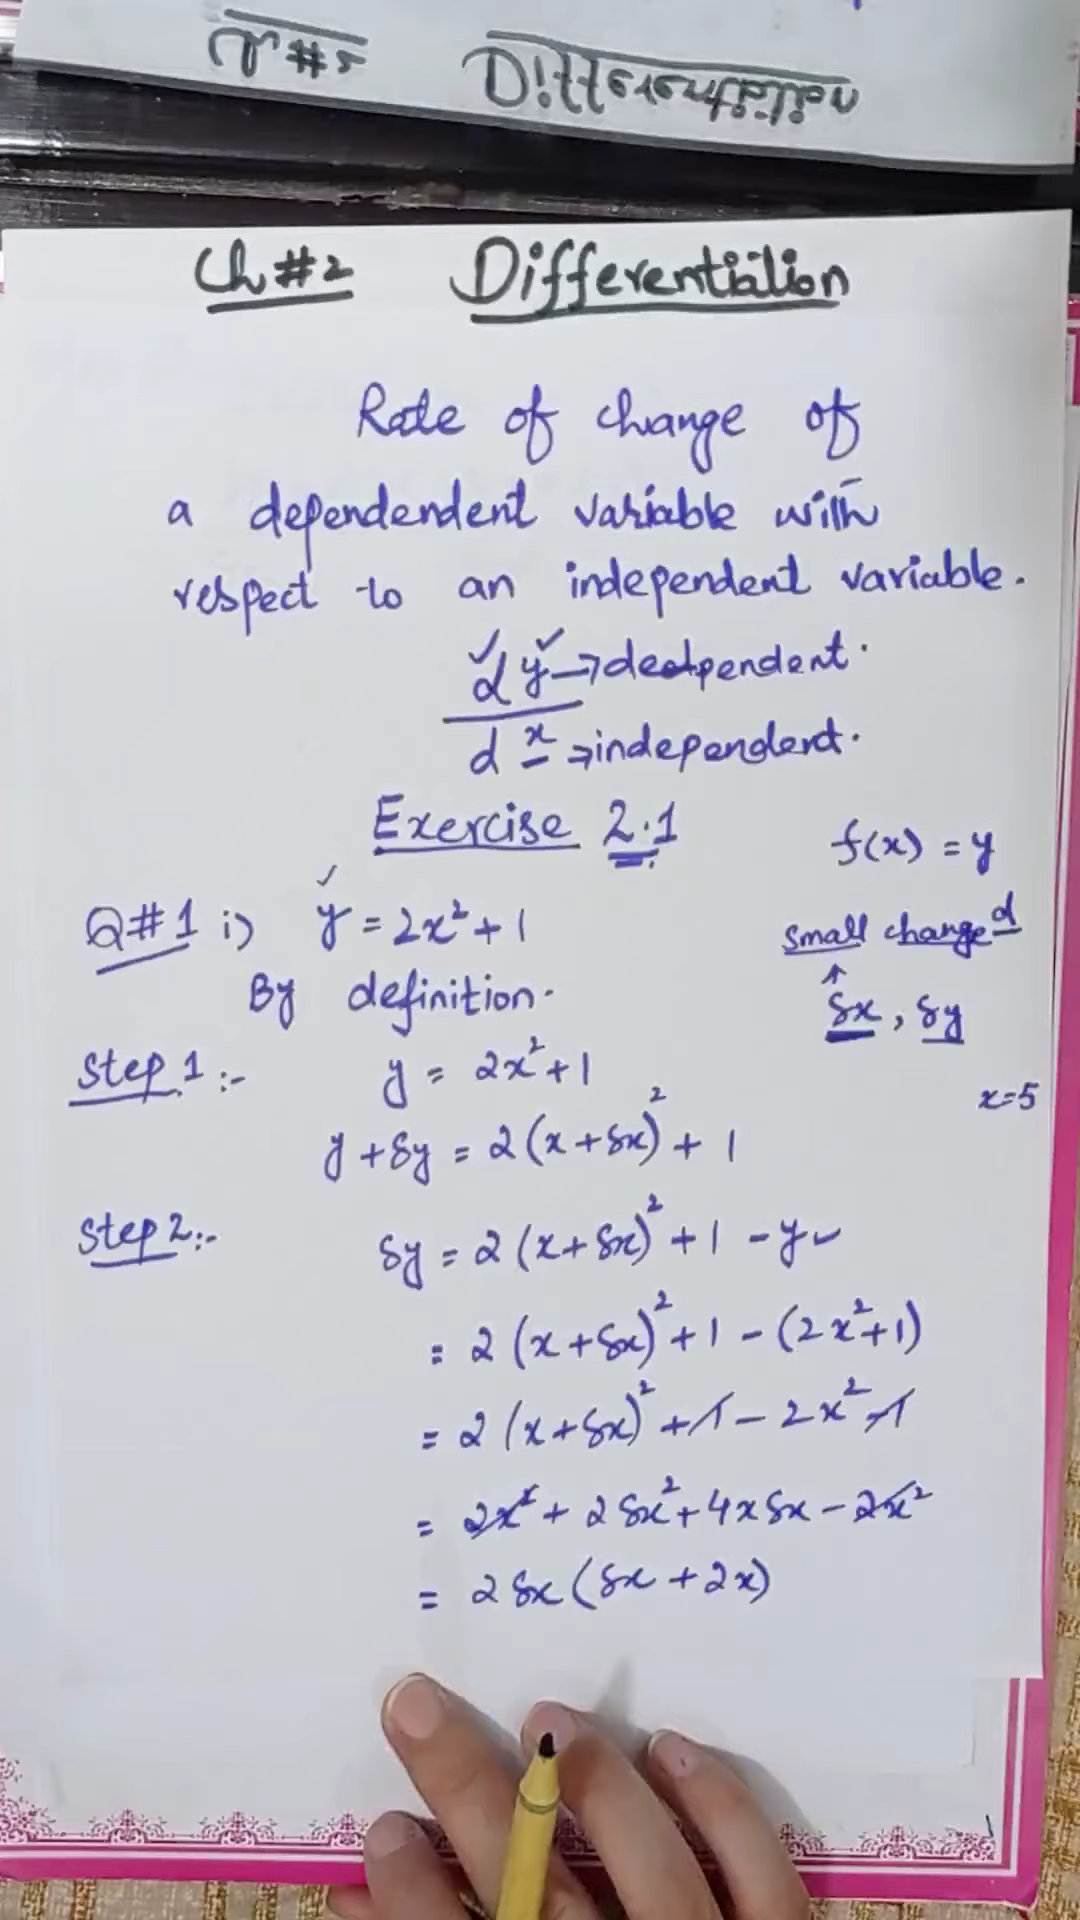 Ch #2 Differentiation
Rate of change of
a dependendent variable with
respect to an independent variable.
dy → dedpendent.
dx → independent.
Exercise 2.1
f(x) = y
Q#1 i) y = 2x² + 1
small change d
By definition.
δx, δy
Step 1:- y = 2x² + 1
x=5
y + δy = 2(x + δx)² + 1
Step 2:- δy = 2(x + δx)² + 1 - y
= 2(x + δx)² + 1 - (2x² + 1)
= 2(x + δx)² + 1 - 2x² - 1
= 2x² + 2δx² + 4xδx - 2x²
= 2δx(δx + 2x)